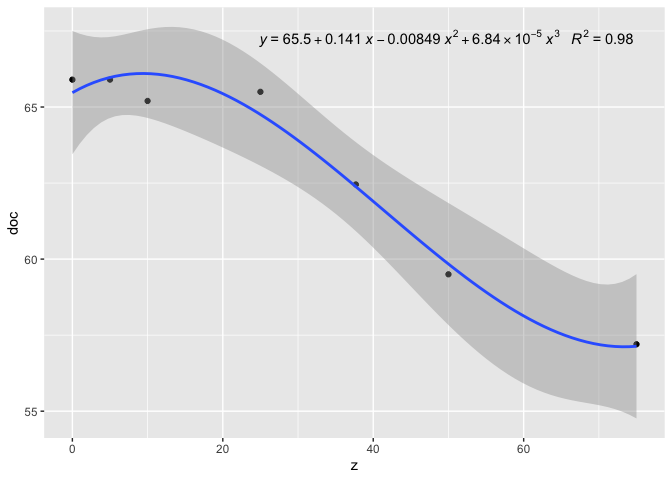 y = 65.5 + 0.141 x − 0.00849 x² + 6.84 × 10⁻⁵ x³   R² = 0.98
65
60
55
doc
0 20 40 60
z